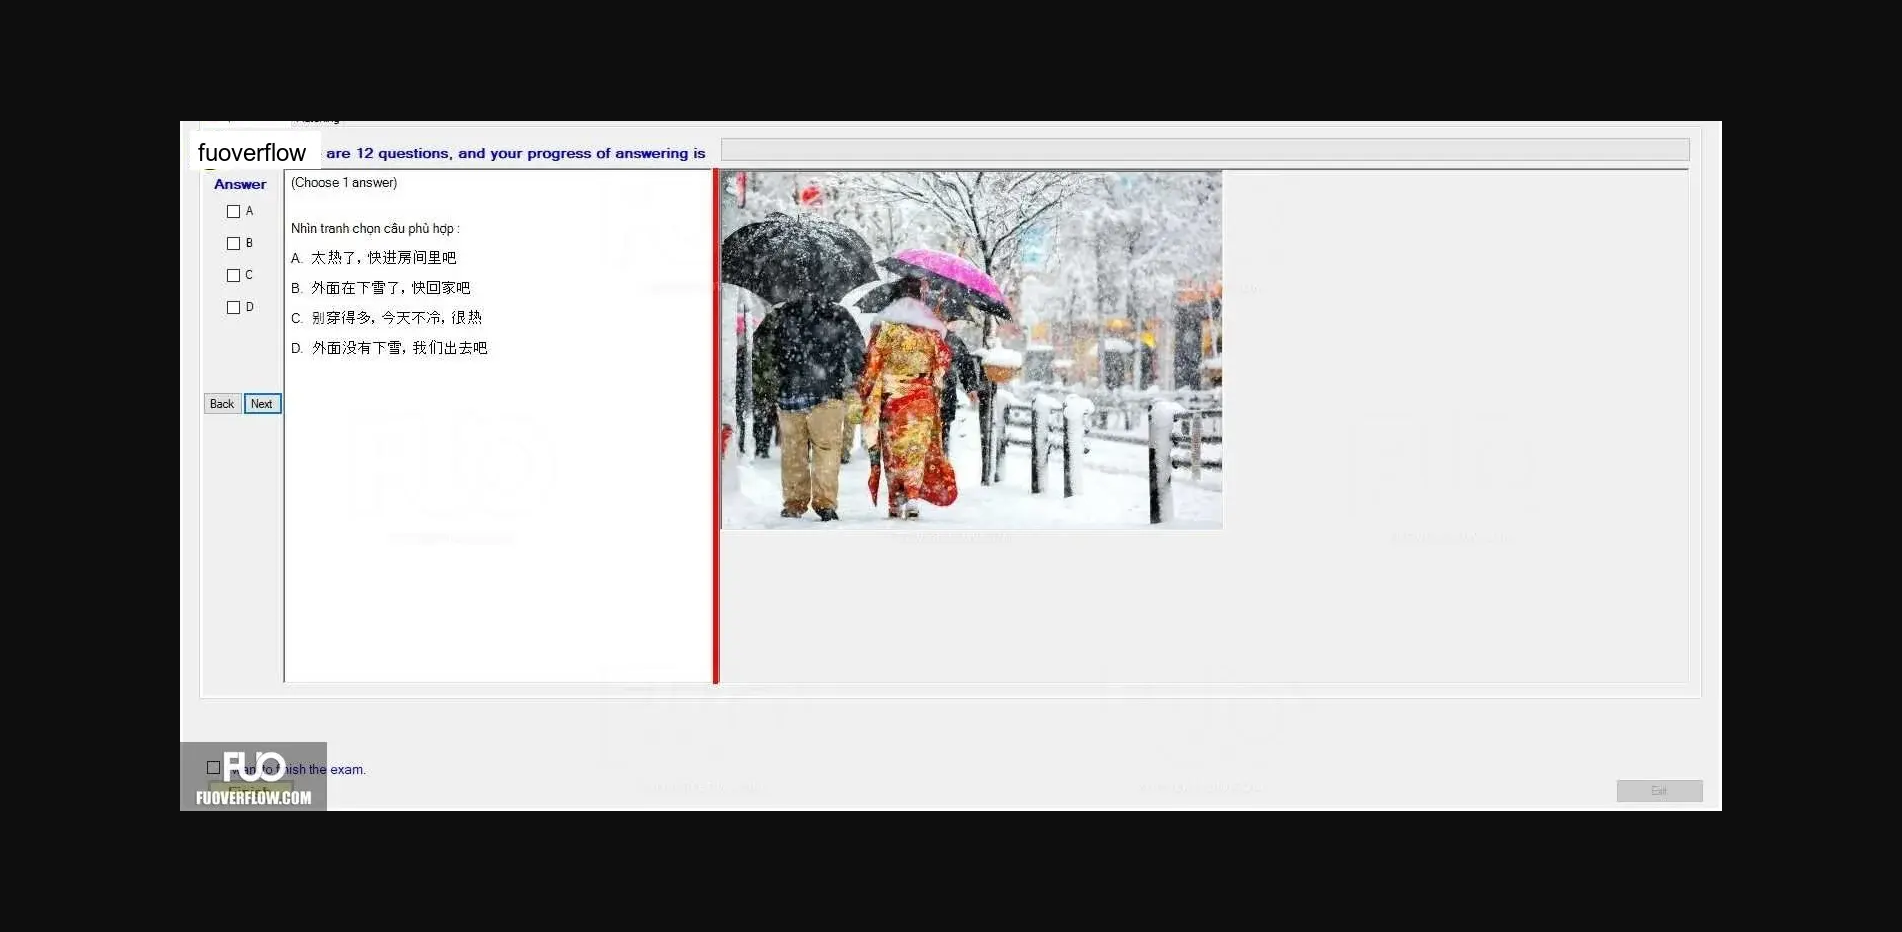 fuoverflow
are 12 questions, and your progress of answering is
Answer
(Choose 1 answer)
A
B
C
D
Nhìn tranh chọn câu phù hợp :
A. 太热了, 快进房间里吧
B. 外面在下雪了, 快回家吧
C. 别穿得多, 今天不冷, 很热
D. 外面没有下雪, 我们出去吧
Back Next
FUO
to finish the exam.
FUOVERFLOW.COM
Exit